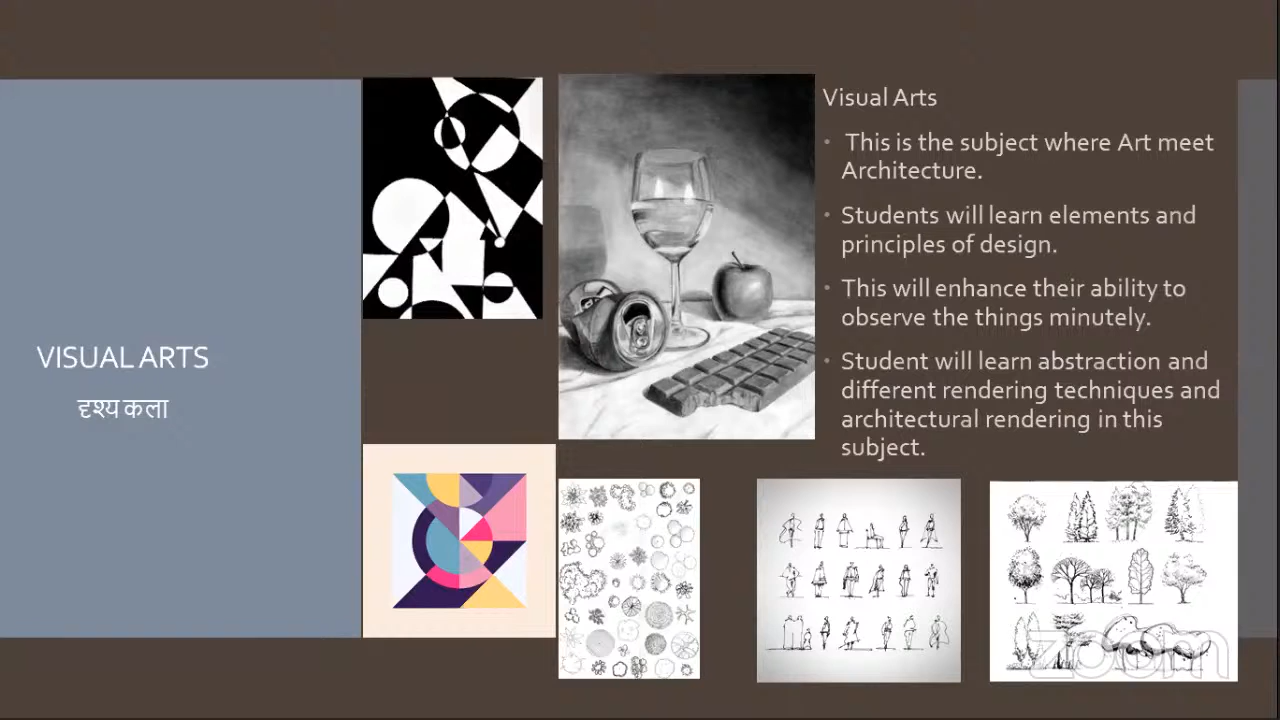 VISUAL ARTS
दृश्य कला
Visual Arts
• This is the subject where Art meet
Architecture.
• Students will learn elements and
principles of design.
• This will enhance their ability to
observe the things minutely.
• Student will learn abstraction and
different rendering techniques and
architectural rendering in this
subject.
zoom